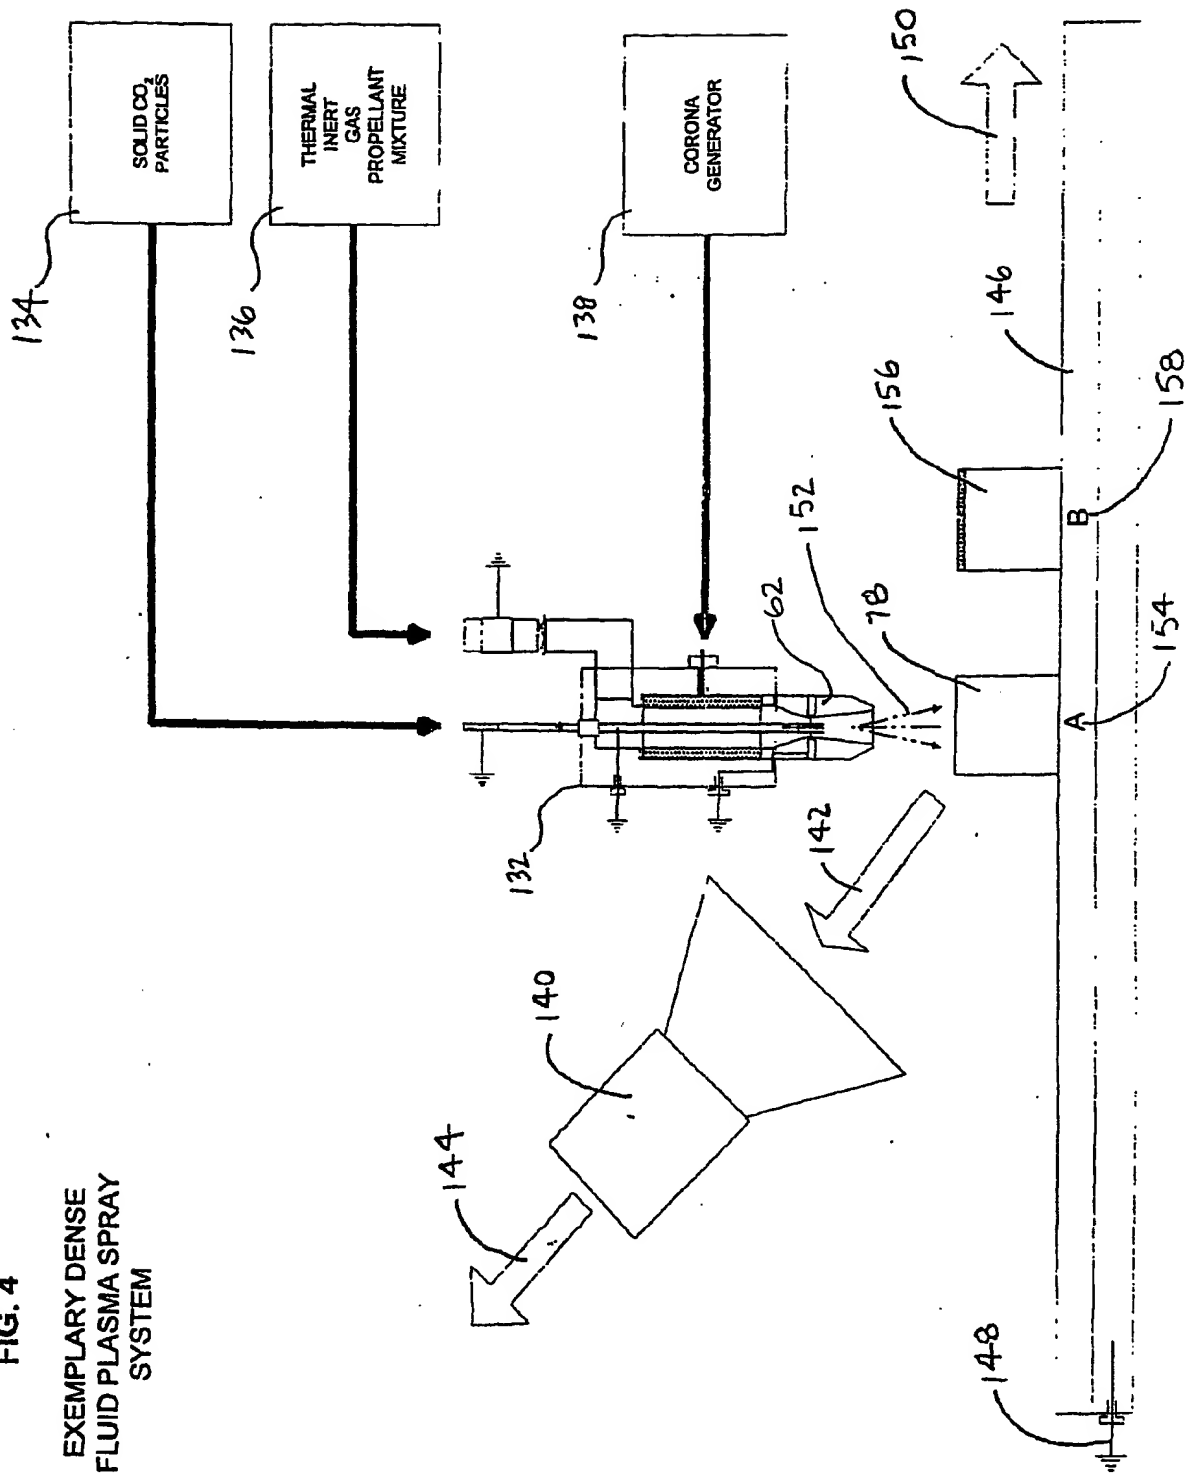 FIG. 4
EXEMPLARY DENSE
FLUID PLASMA SPRAY
SYSTEM
134
SOLID CO₂
PARTICLES
136
THERMAL
INERT
GAS
PROPELLANT
MIXTURE
138
CORONA
GENERATOR
132
62
152
78
142
140
144
A
154
156
B
158
146
150
148